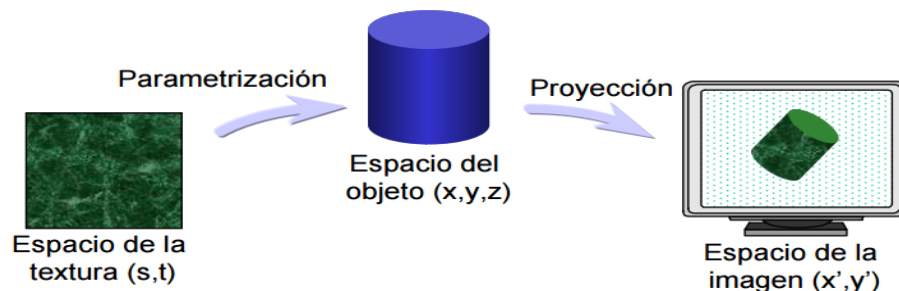 Parametrización
Proyección
Espacio de la
textura (s,t)
Espacio del
objeto (x,y,z)
Espacio de la
imagen (x',y')